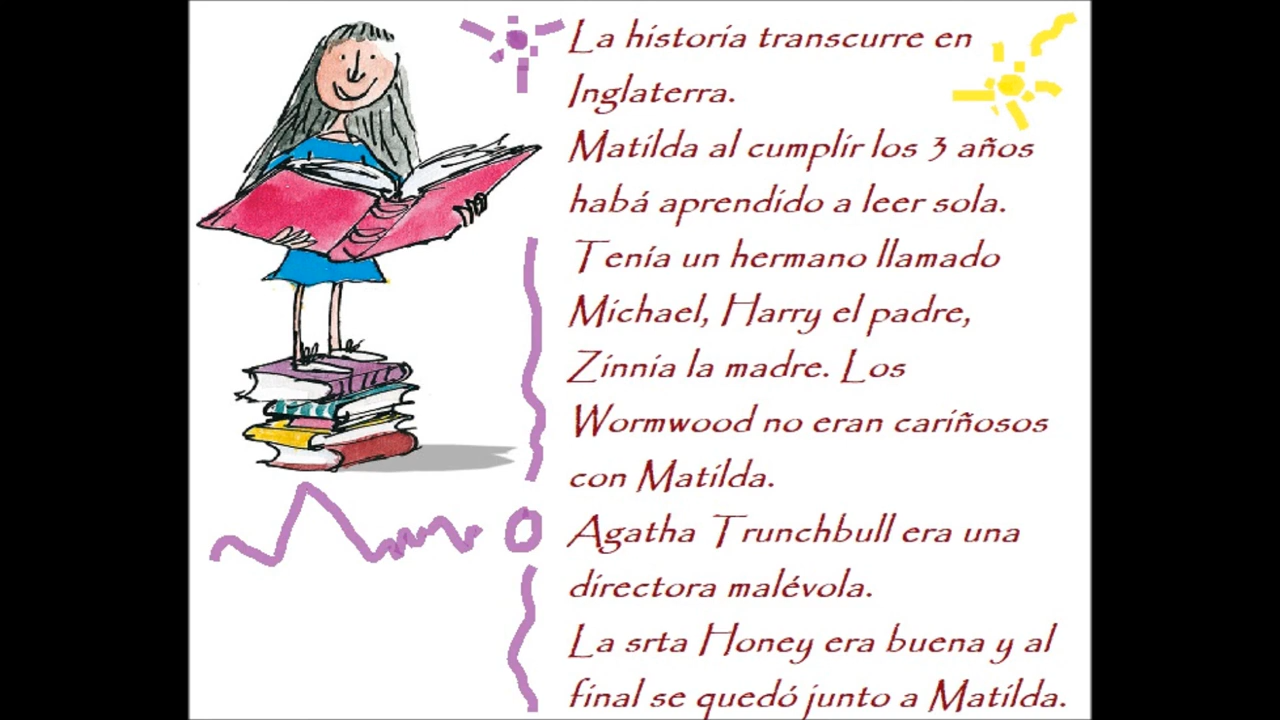 La historia transcurre en
Inglaterra.
Matilda al cumplir los 3 años
habá aprendido a leer sola.
Tenía un hermano llamado
Michael, Harry el padre,
Zinnia la madre. Los
Wormwood no eran cariñosos
con Matilda.
Agatha Trunchbull era una
directora malévola.
La srta Honey era buena y al
final se quedó junto a Matilda.